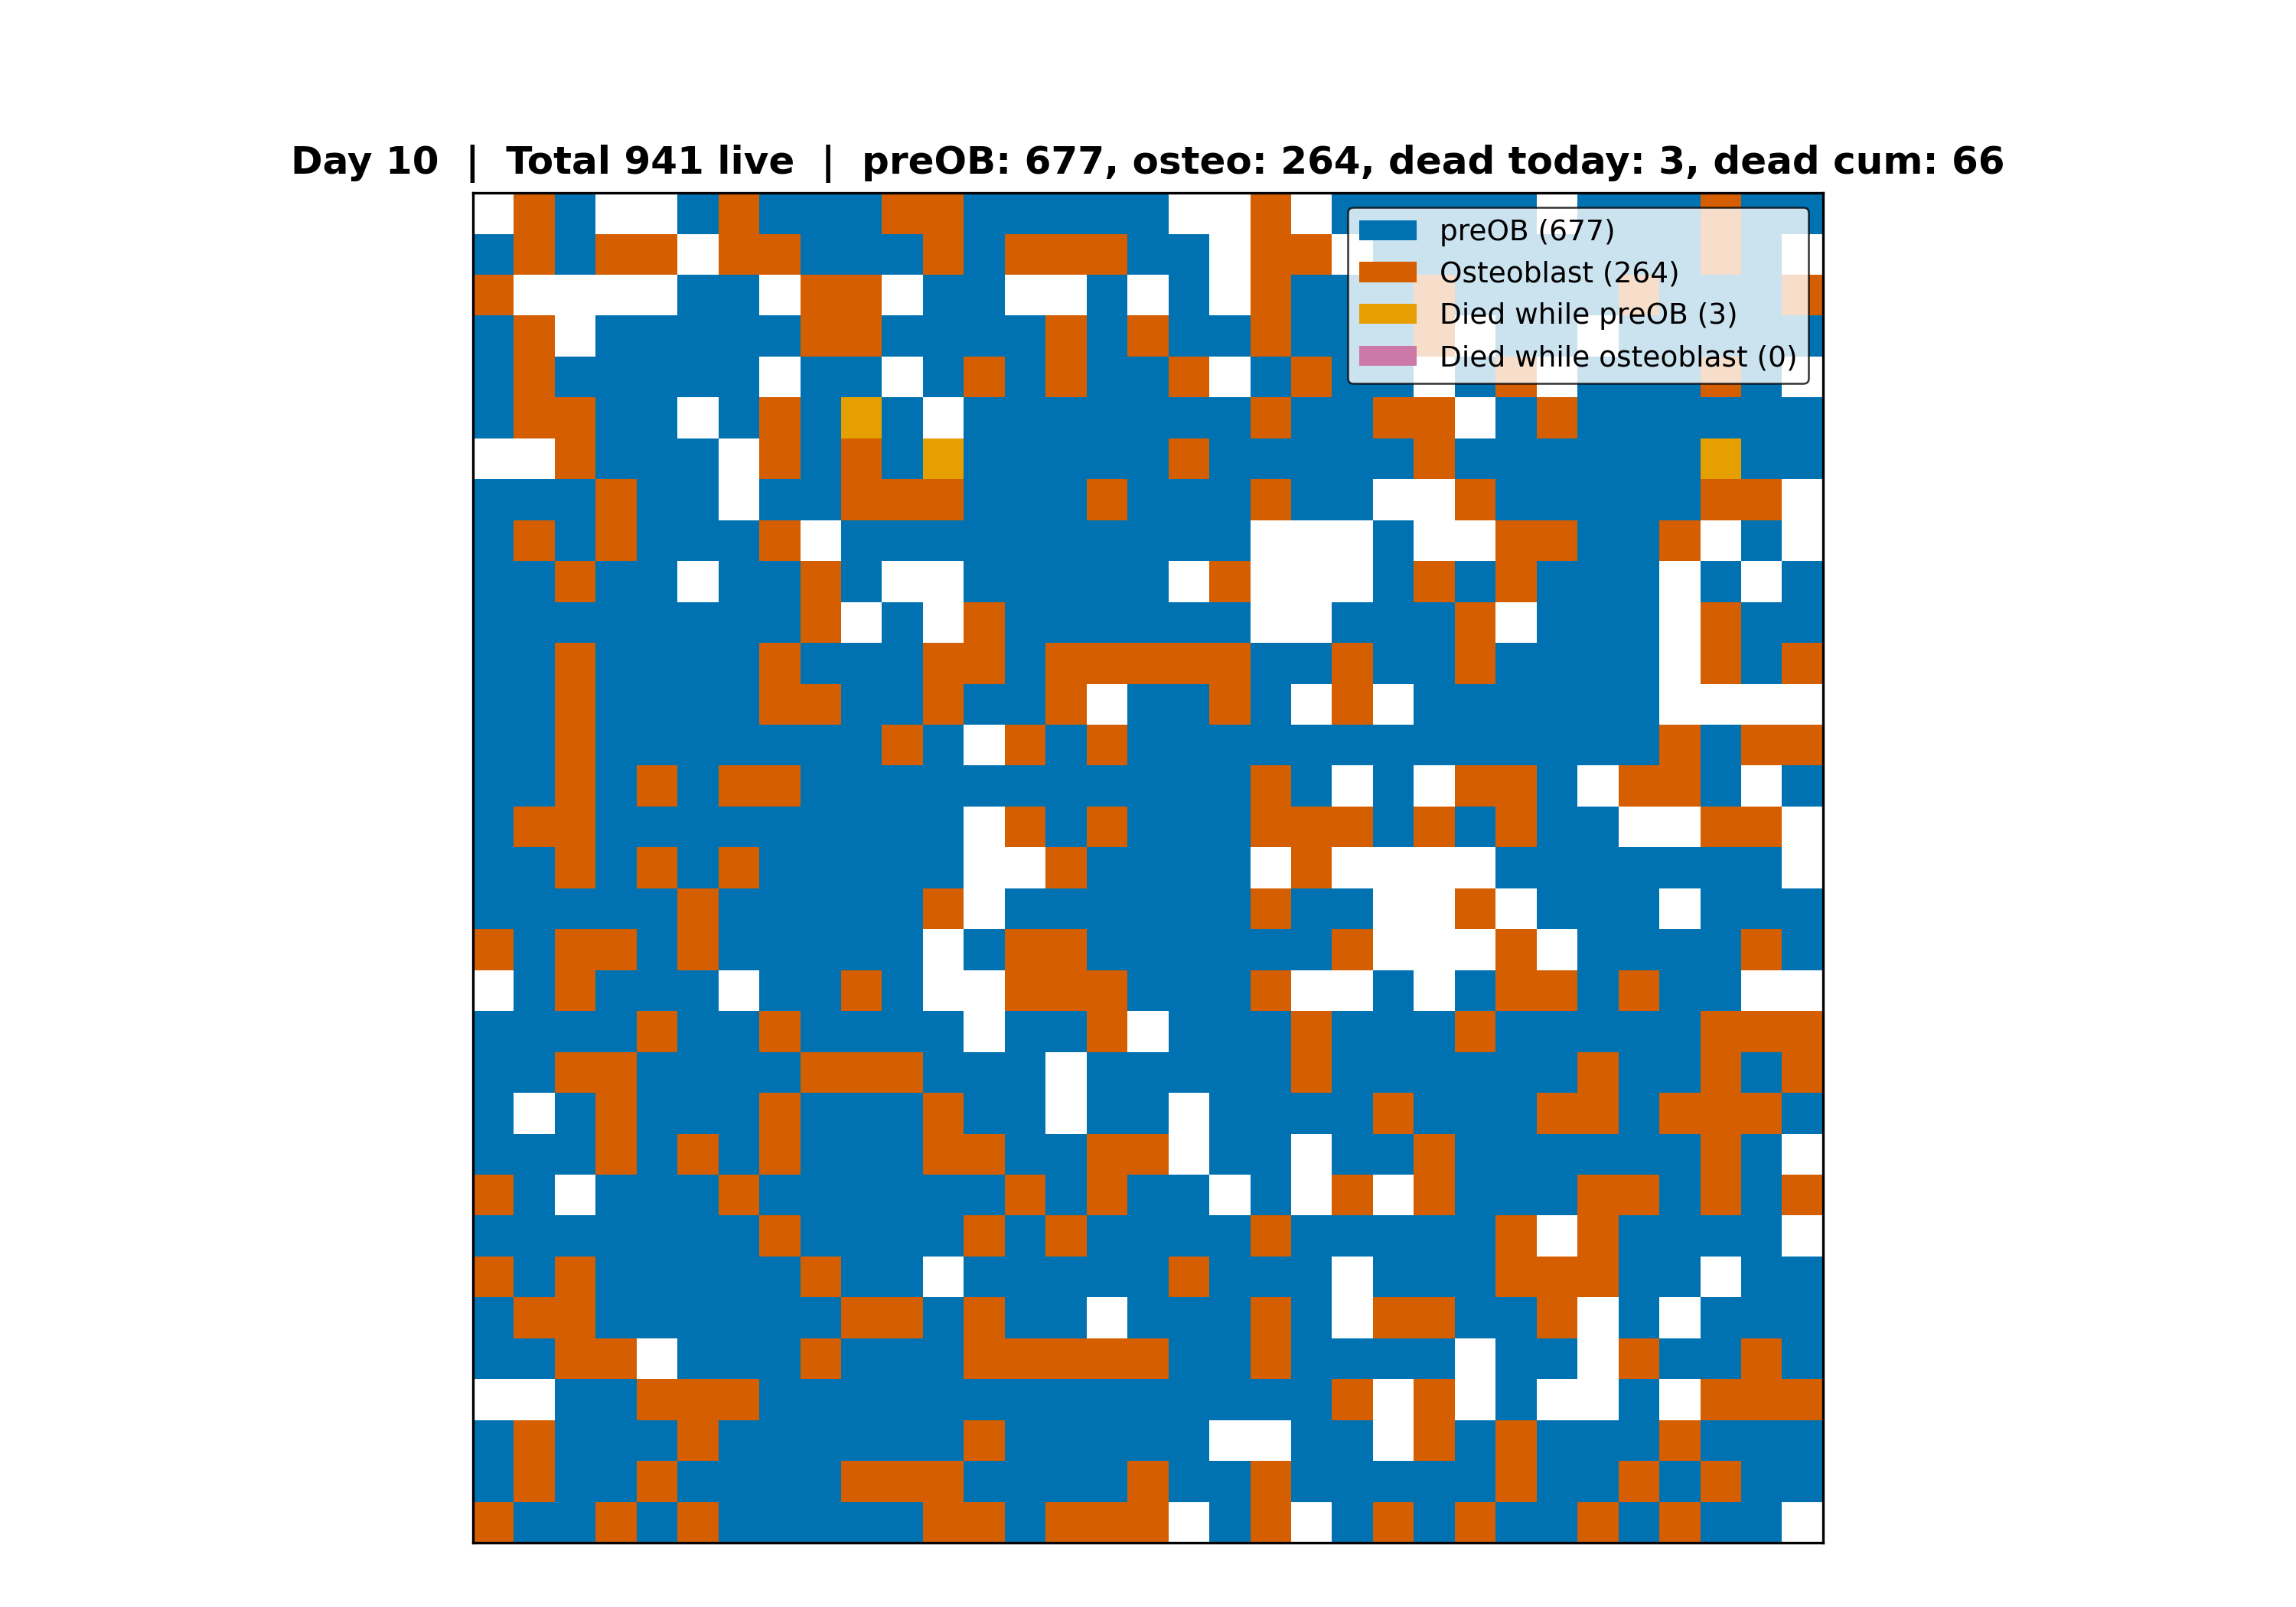 Day 10 | Total 941 live | preOB: 677, osteo: 264, dead today: 3, dead cum: 66
preOB (677)
Osteoblast (264)
Died while preOB (3)
Died while osteoblast (0)